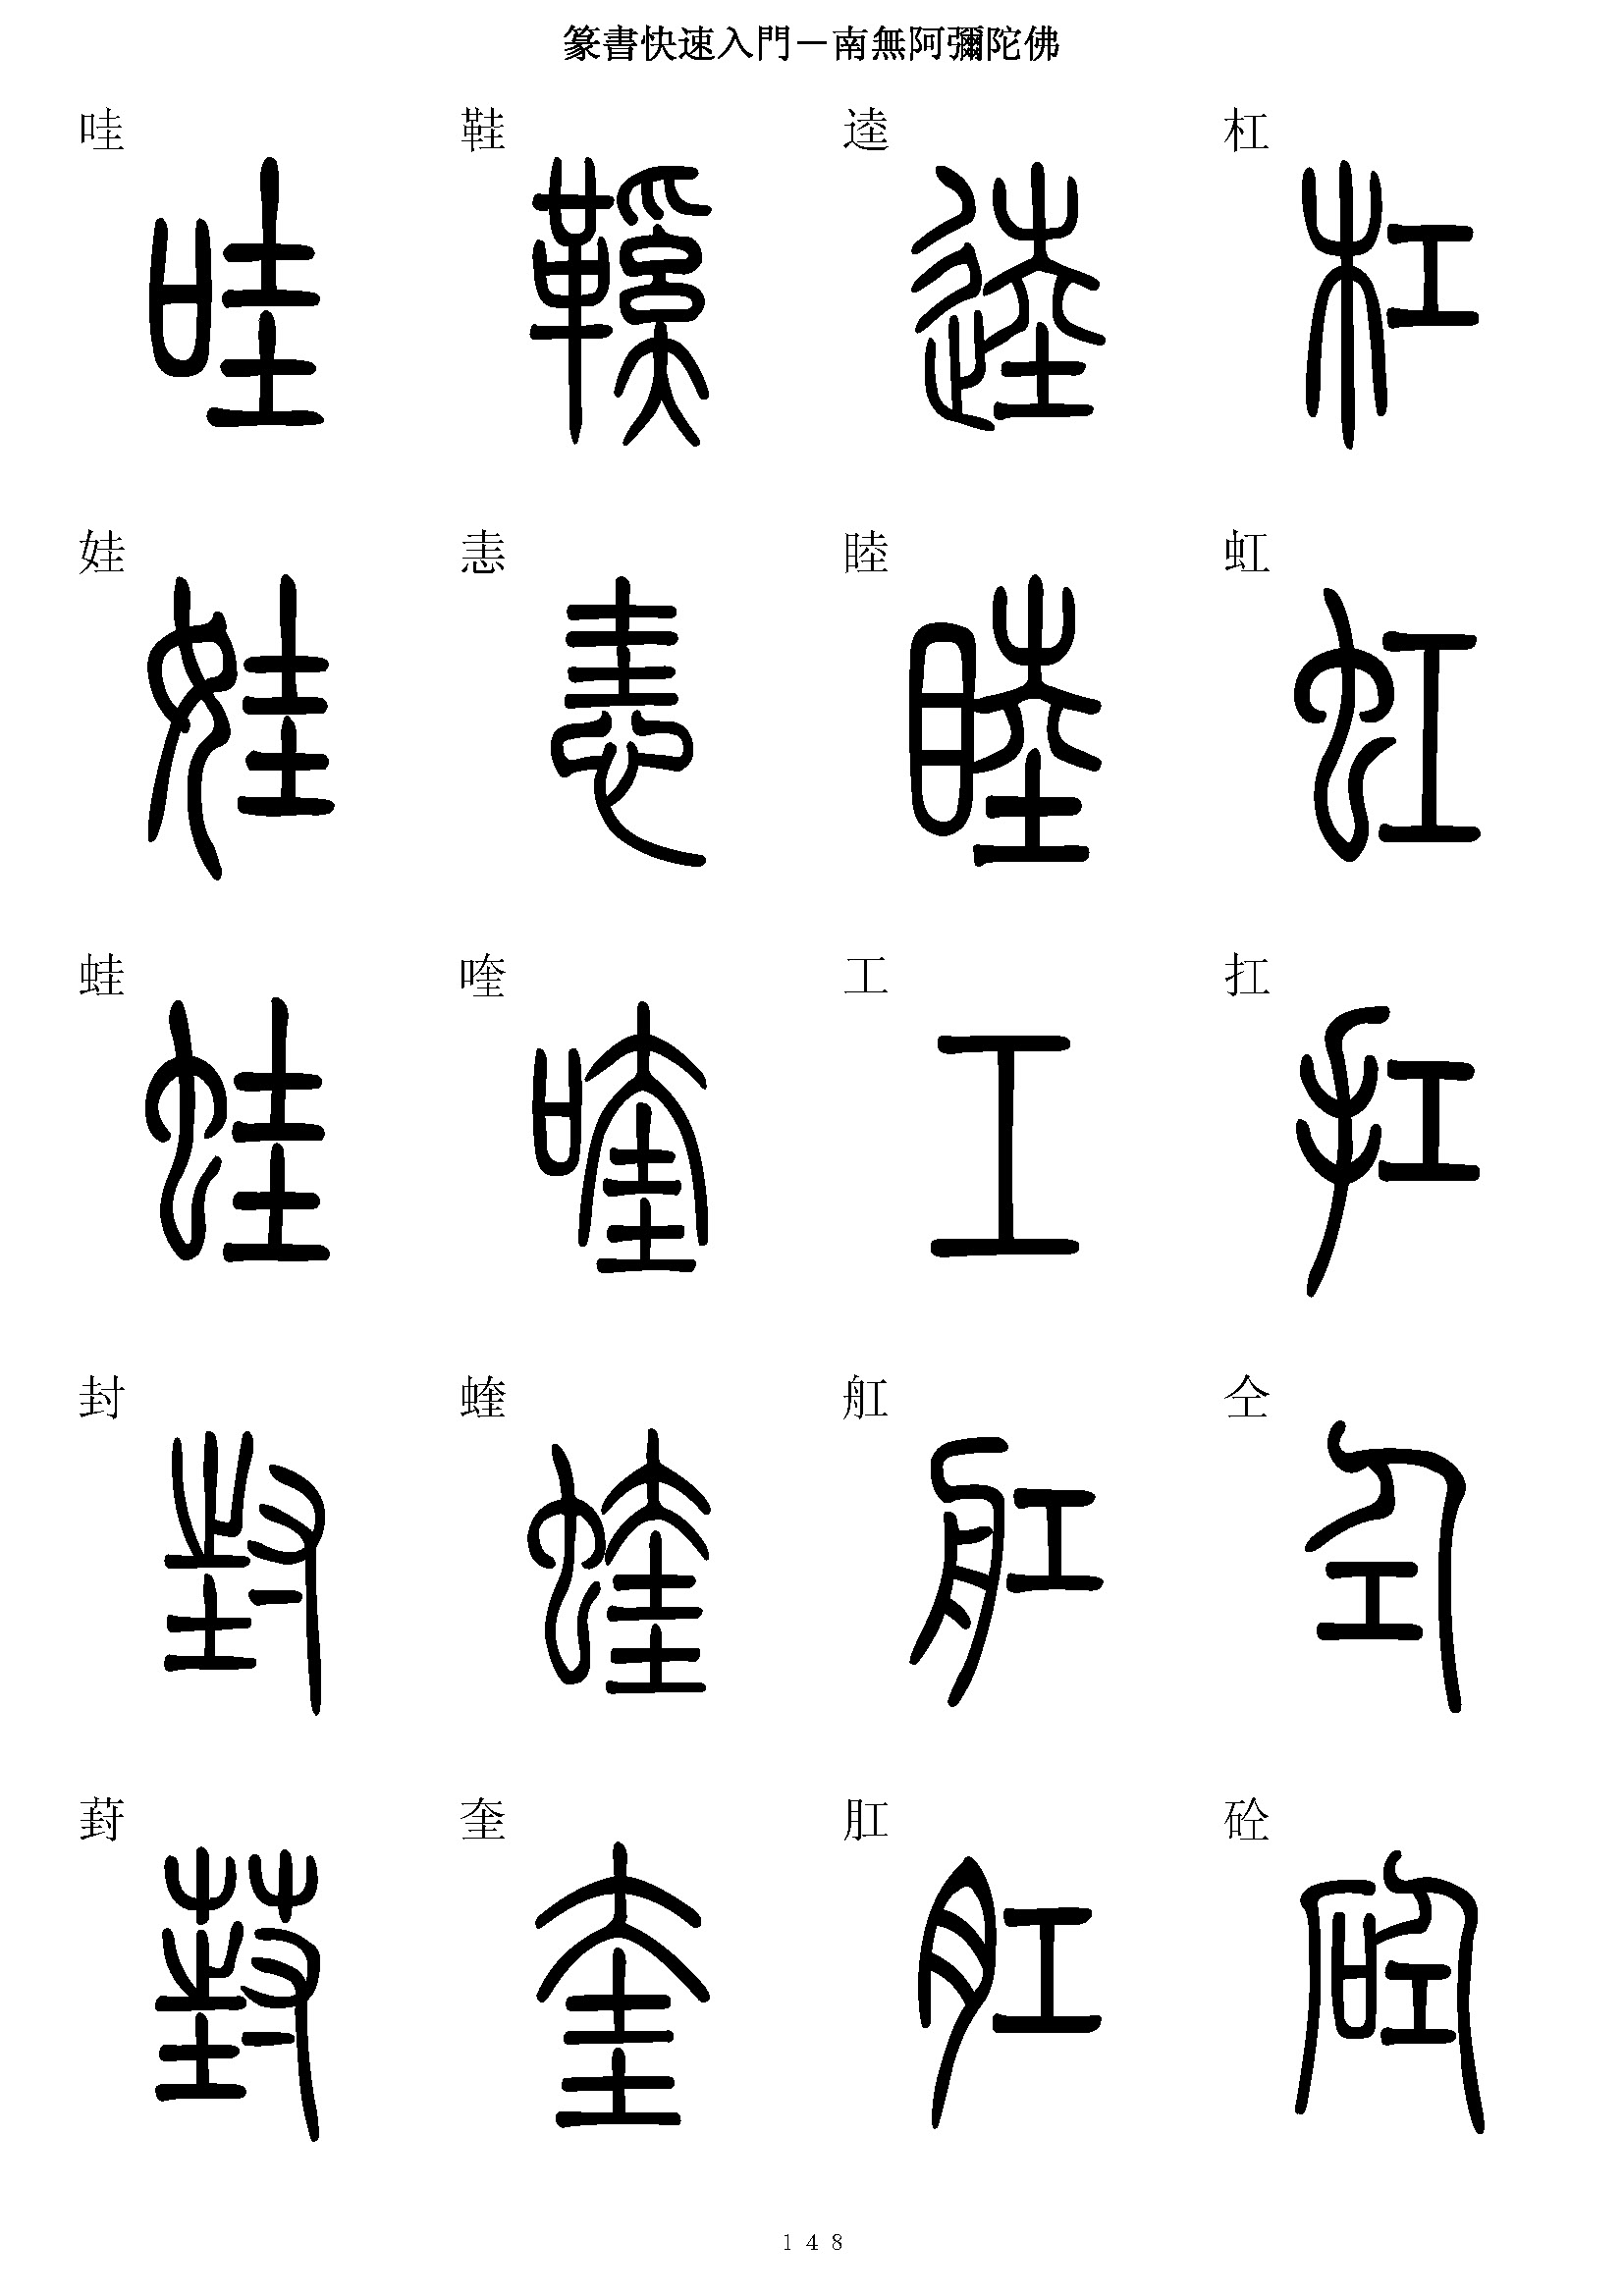 篆書快速入門－南無阿彌陀佛
哇 鞋 逵 杠
娃 恚 睦 虹
蛙 喹 工 扛
封 蝰 舡 仝
葑 奎 肛 硂
148